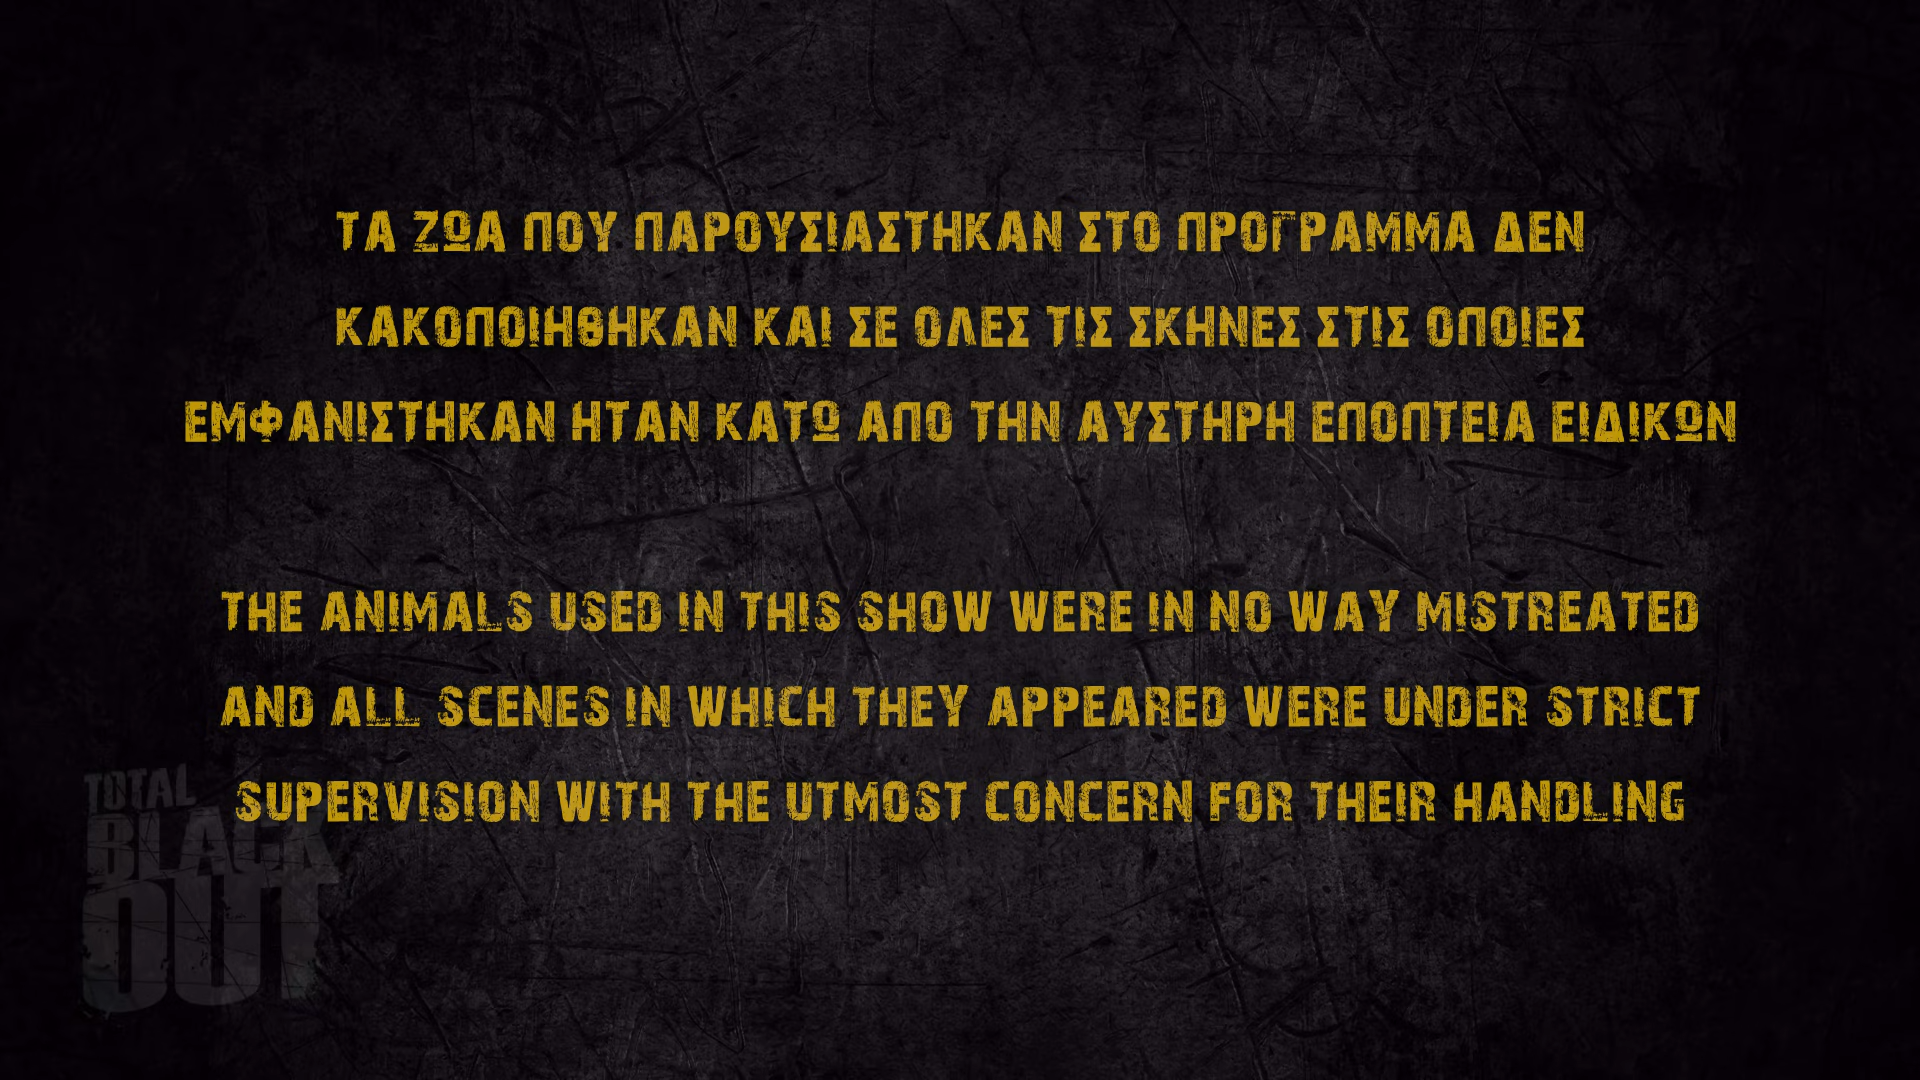 ΤΑ ΖΩΑ ΠΟΥ ΠΑΡΟΥΣΙΑΣΤΗΚΑΝ ΣΤΟ ΠΡΟΓΡΑΜΜΑ ΔΕΝ
ΚΑΚΟΠΟΙΗΘΗΚΑΝ ΚΑΙ ΣΕ ΟΛΕΣ ΤΙΣ ΣΚΗΝΕΣ ΣΤΙΣ ΟΠΟΙΕΣ
ΕΜΦΑΝΙΣΤΗΚΑΝ ΗΤΑΝ ΚΑΤΩ ΑΠΟ ΤΗΝ ΑΥΣΤΗΡΗ ΕΠΟΠΤΕΙΑ ΕΙΔΙΚΩΝ
THE ANIMALS USED IN THIS SHOW WERE IN NO WAY MISTREATED
AND ALL SCENES IN WHICH THEY APPEARED WERE UNDER STRICT
SUPERVISION WITH THE UTMOST CONCERN FOR THEIR HANDLING
TOTAL
BLACK
OUT